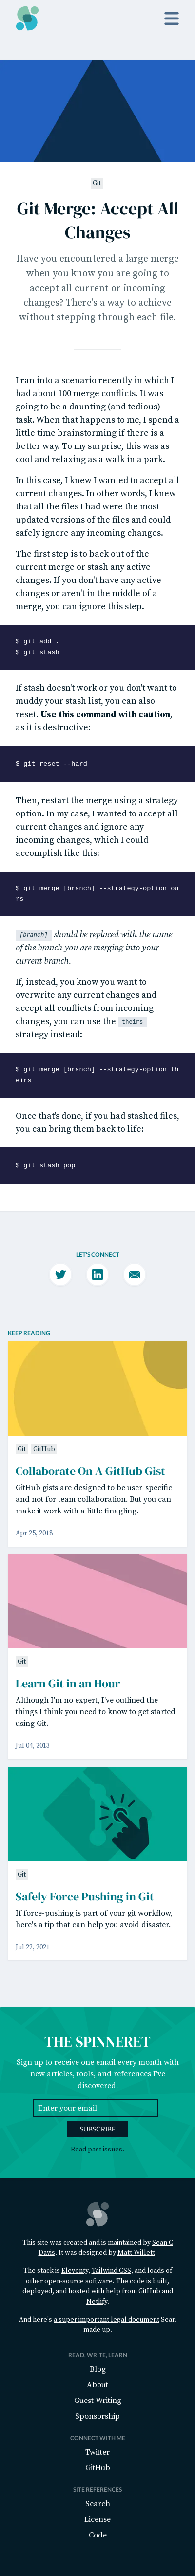 Git
Git Merge: Accept All
Changes
Have you encountered a large merge
when you know you are going to
accept all current or incoming
changes? There's a way to achieve
without stepping through each file.
I ran into a scenario recently in which I
had about 100 merge conflicts. It was
going to be a daunting (and tedious)
task. When that happens to me, I spend a
little time brainstorming if there is a
better way. To my surprise, this was as
cool and relaxing as a walk in a park.
In this case, I knew I wanted to accept all
current changes. In other words, I knew
that all the files I had were the most
updated versions of the files and could
safely ignore any incoming changes.
The first step is to back out of the
current merge or stash any active
changes. If you don't have any active
changes or aren't in the middle of a
merge, you can ignore this step.
$ git add .
$ git stash
If stash doesn't work or you don't want to
muddy your stash list, you can also
reset. Use this command with caution,
as it is destructive:
$ git reset --hard
Then, restart the merge using a strategy
option. In my case, I wanted to accept all
current changes and ignore any
incoming changes, which I could
accomplish like this:
$ git merge [branch] --strategy-option ou
rs
[branch] should be replaced with the name
of the branch you are merging into your
current branch.
If, instead, you know you want to
overwrite any current changes and
accept all conflicts from incoming
changes, you can use the theirs
strategy instead:
$ git merge [branch] --strategy-option th
eirs
Once that's done, if you had stashed files,
you can bring them back to life:
$ git stash pop
LET'S CONNECT
KEEP READING
Git GitHub
Collaborate On A GitHub Gist
GitHub gists are designed to be user-specific
and not for team collaboration. But you can
make it work with a little finagling.
Apr 25, 2018
Git
Learn Git in an Hour
Although I'm no expert, I've outlined the
things I think you need to know to get started
using Git.
Jul 04, 2013
Git
Safely Force Pushing in Git
If force-pushing is part of your git workflow,
here's a tip that can help you avoid disaster.
Jul 22, 2021
THE SPINNERET
Sign up to receive one email every month with
new articles, tools, and references I've
discovered.
Enter your email
SUBSCRIBE
Read past issues.
This site was created and is maintained by Sean C
Davis. It was designed by Matt Willett.
The stack is Eleventy, Tailwind CSS, and loads of
other open-source software. The code is built,
deployed, and hosted with help from GitHub and
Netlify.
And here's a super important legal document Sean
made up.
READ, WRITE, LEARN
Blog
About
Guest Writing
Sponsorship
CONNECT WITH ME
Twitter
GitHub
SITE REFERENCES
Search
License
Code